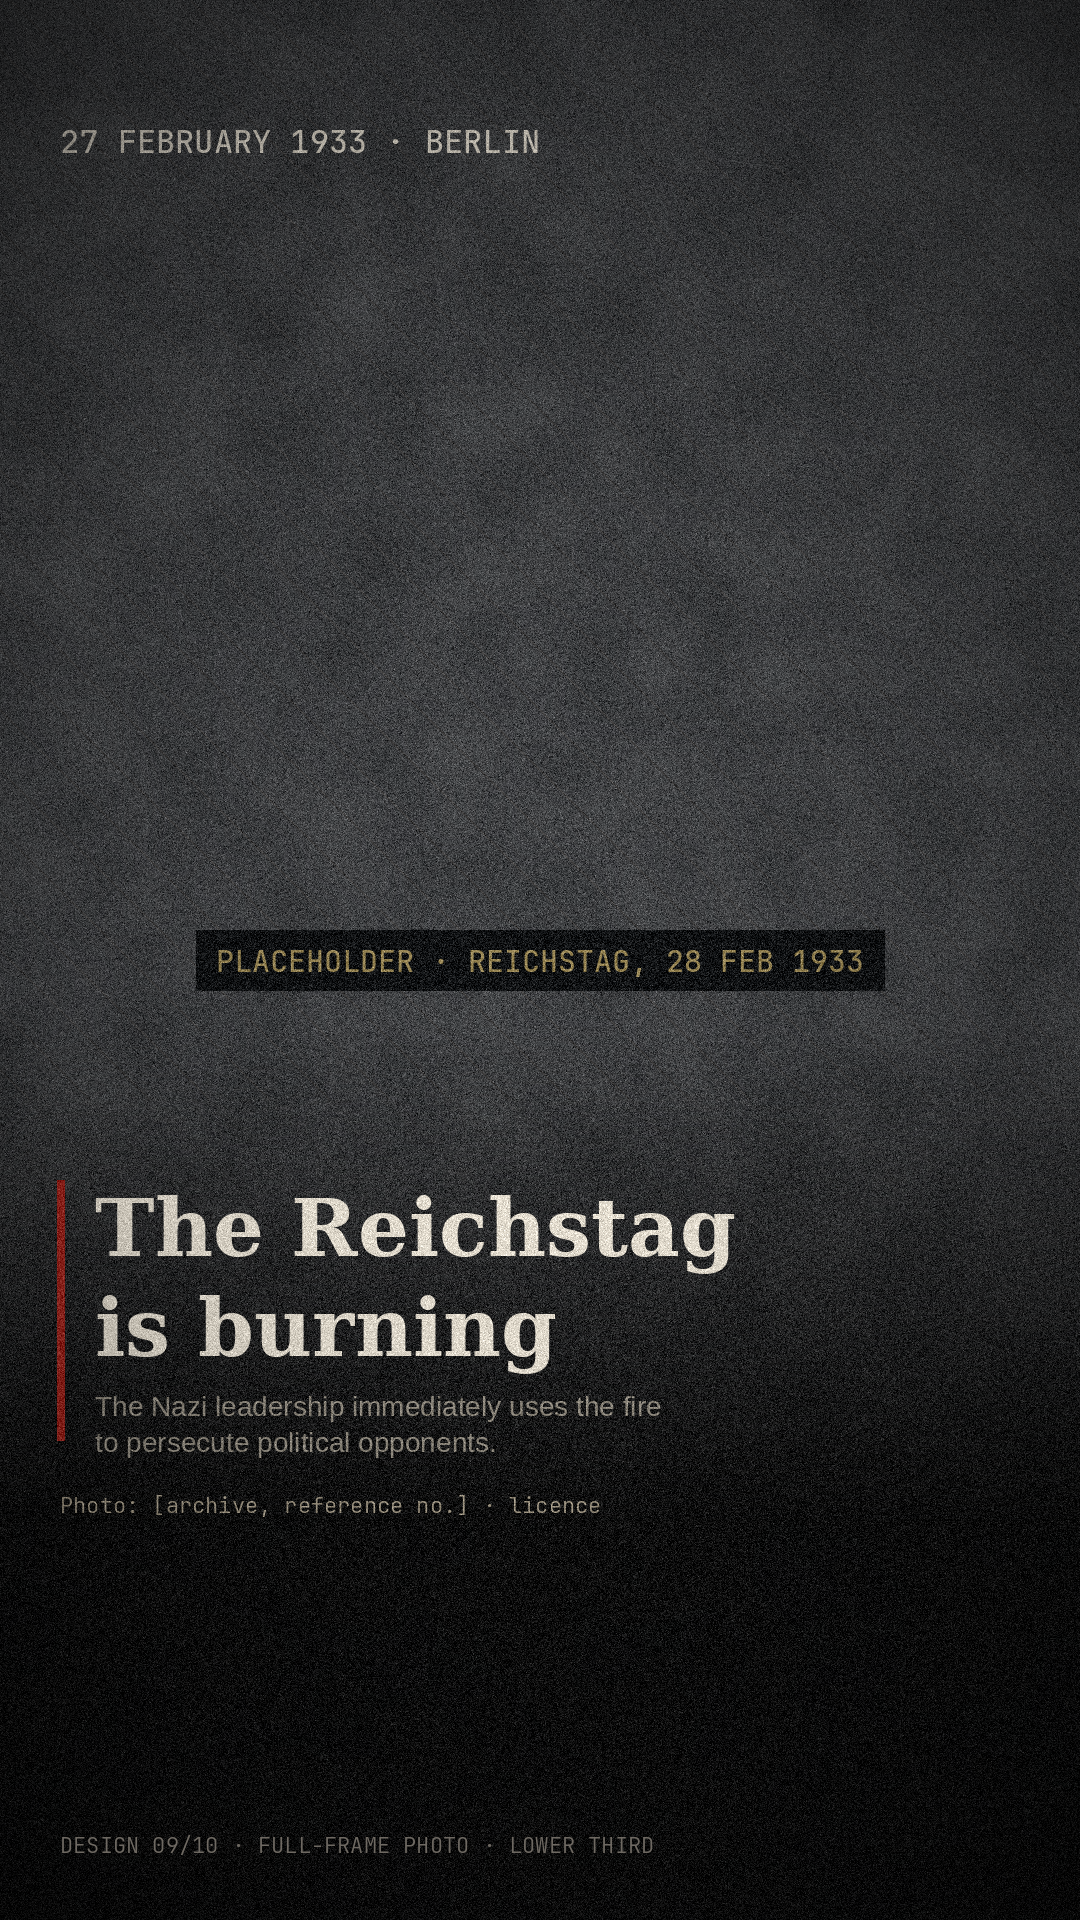 27 FEBRUARY 1933 · BERLIN
PLACEHOLDER · REICHSTAG, 28 FEB 1933
The Reichstag
is burning
The Nazi leadership immediately uses the fire
to persecute political opponents.
Photo: [archive, reference no.] · licence
DESIGN 09/10 · FULL-FRAME PHOTO · LOWER THIRD